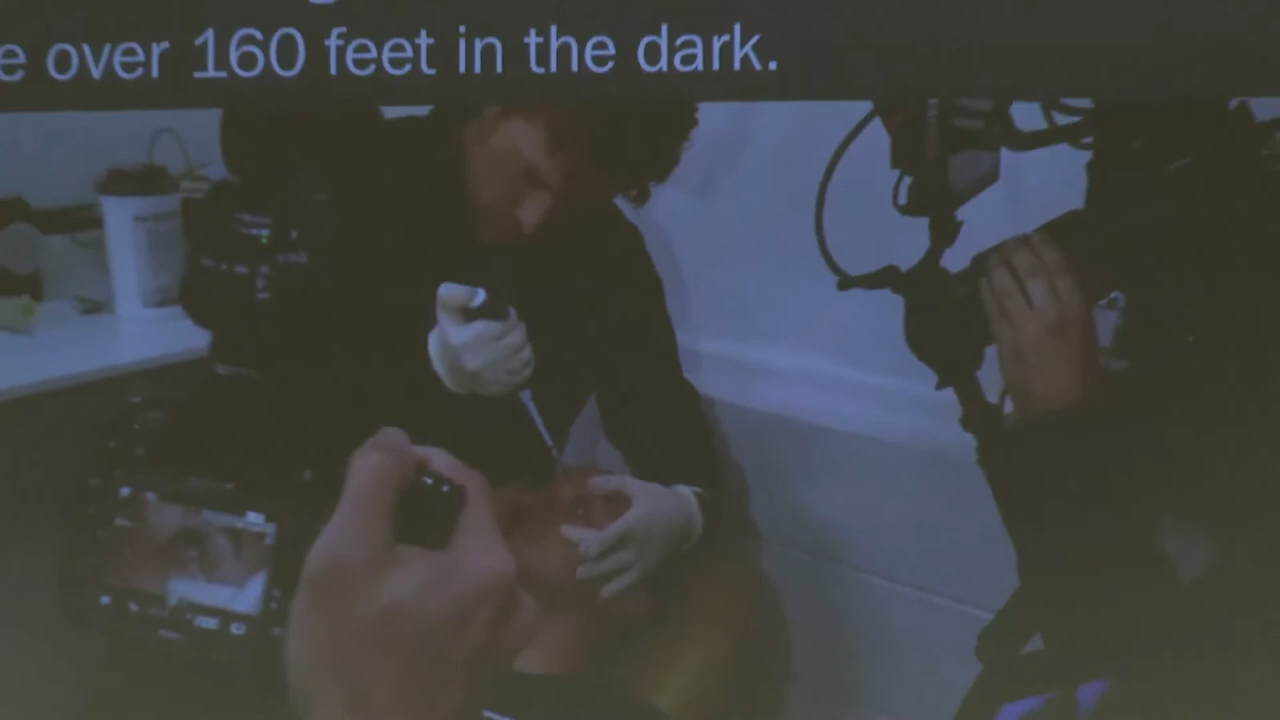 e over 160 feet in the dark.